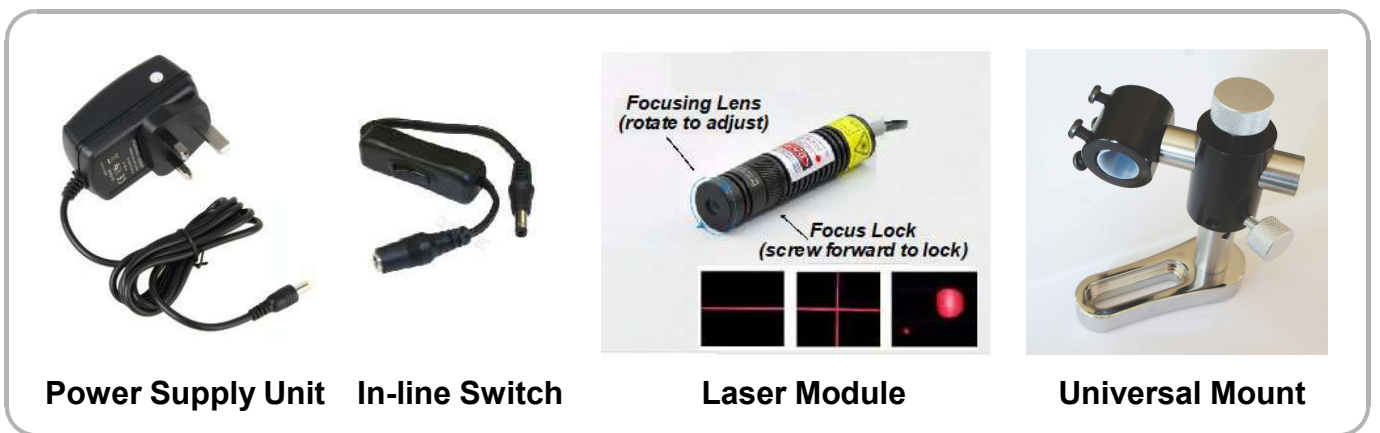 Focusing Lens
(rotate to adjust)
Focus Lock
(screw forward to lock)
Power Supply Unit
In-line Switch
Laser Module
Universal Mount